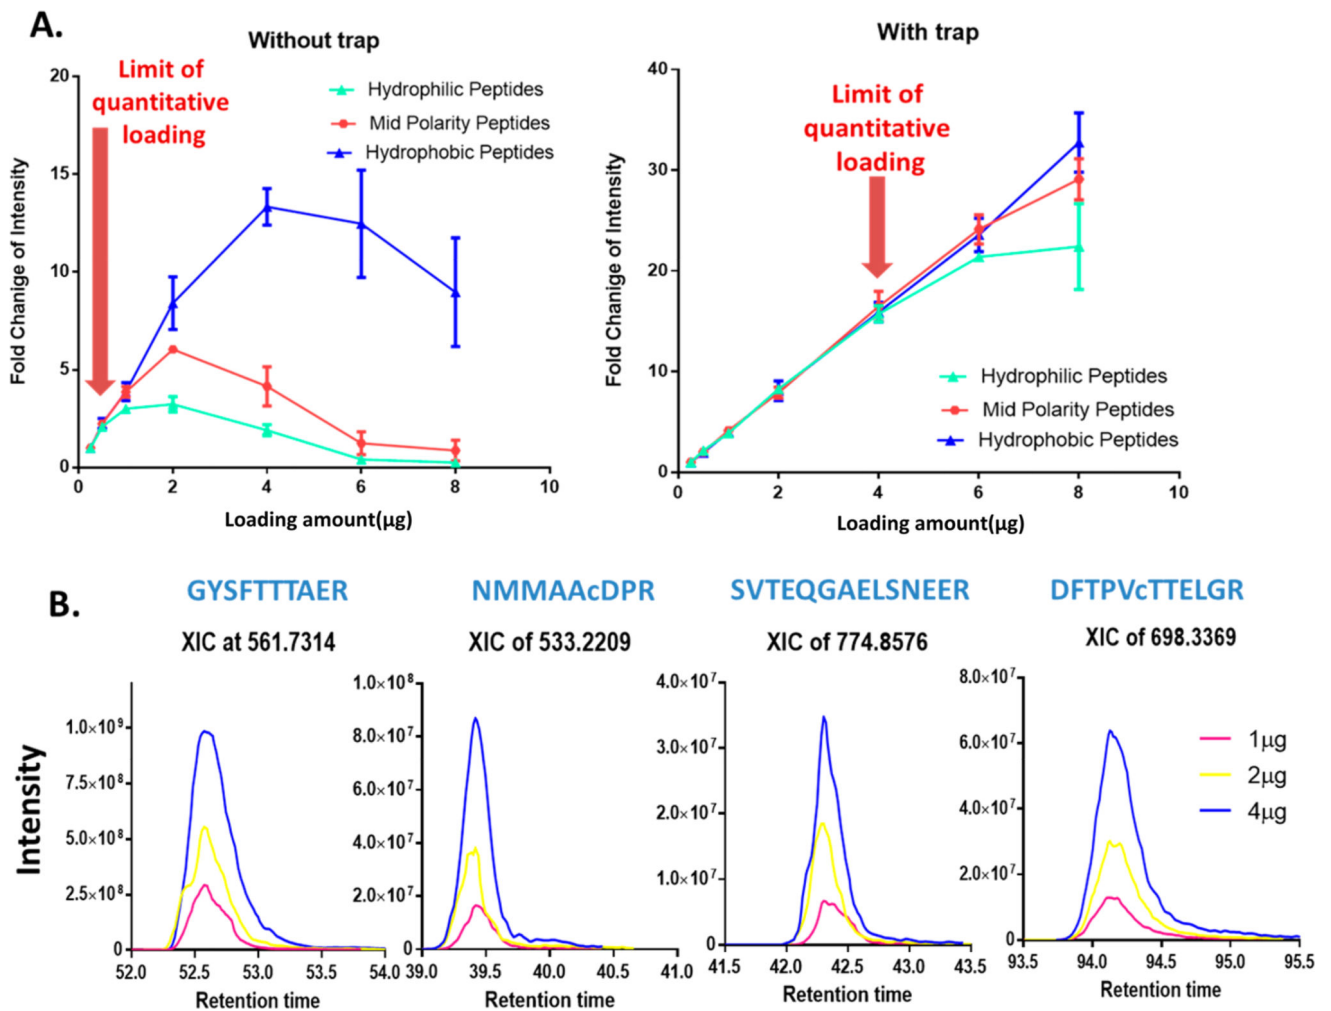 A.
Without trap
Limit of
quantitative
loading
Hydrophilic Peptides
Mid Polarity Peptides
Hydrophobic Peptides
Fold Change of Intensity
20
15
10
5
0
0 2 4 6 8 10
Loading amount(μg)
With trap
Limit of
quantitative
loading
Hydrophilic Peptides
Mid Polarity Peptides
Hydrophobic Peptides
Fold Change of Intensity
40
30
20
10
0
0 2 4 6 8 10
Loading amount(μg)
B.
Intensity
GYSFTTTAER
XIC at 561.7314
1.0×10⁹
7.5×10⁸
5.0×10⁸
2.5×10⁸
0
52.0 52.5 53.0 53.5 54.0
Retention time
NMMAAcDPR
XIC of 533.2209
1.0×10⁸
8.0×10⁷
6.0×10⁷
4.0×10⁷
2.0×10⁷
0
39.0 39.5 40.0 40.5 41.0
Retention time
SVTEQGAELSNEER
XIC of 774.8576
4.0×10⁷
3.0×10⁷
2.0×10⁷
1.0×10⁷
0
41.5 42.0 42.5 43.0 43.5
Retention time
DFTPVcTTELGR
XIC of 698.3369
8.0×10⁷
6.0×10⁷
4.0×10⁷
2.0×10⁷
0
93.5 94.0 94.5 95.0 95.5
Retention time
1μg
2μg
4μg